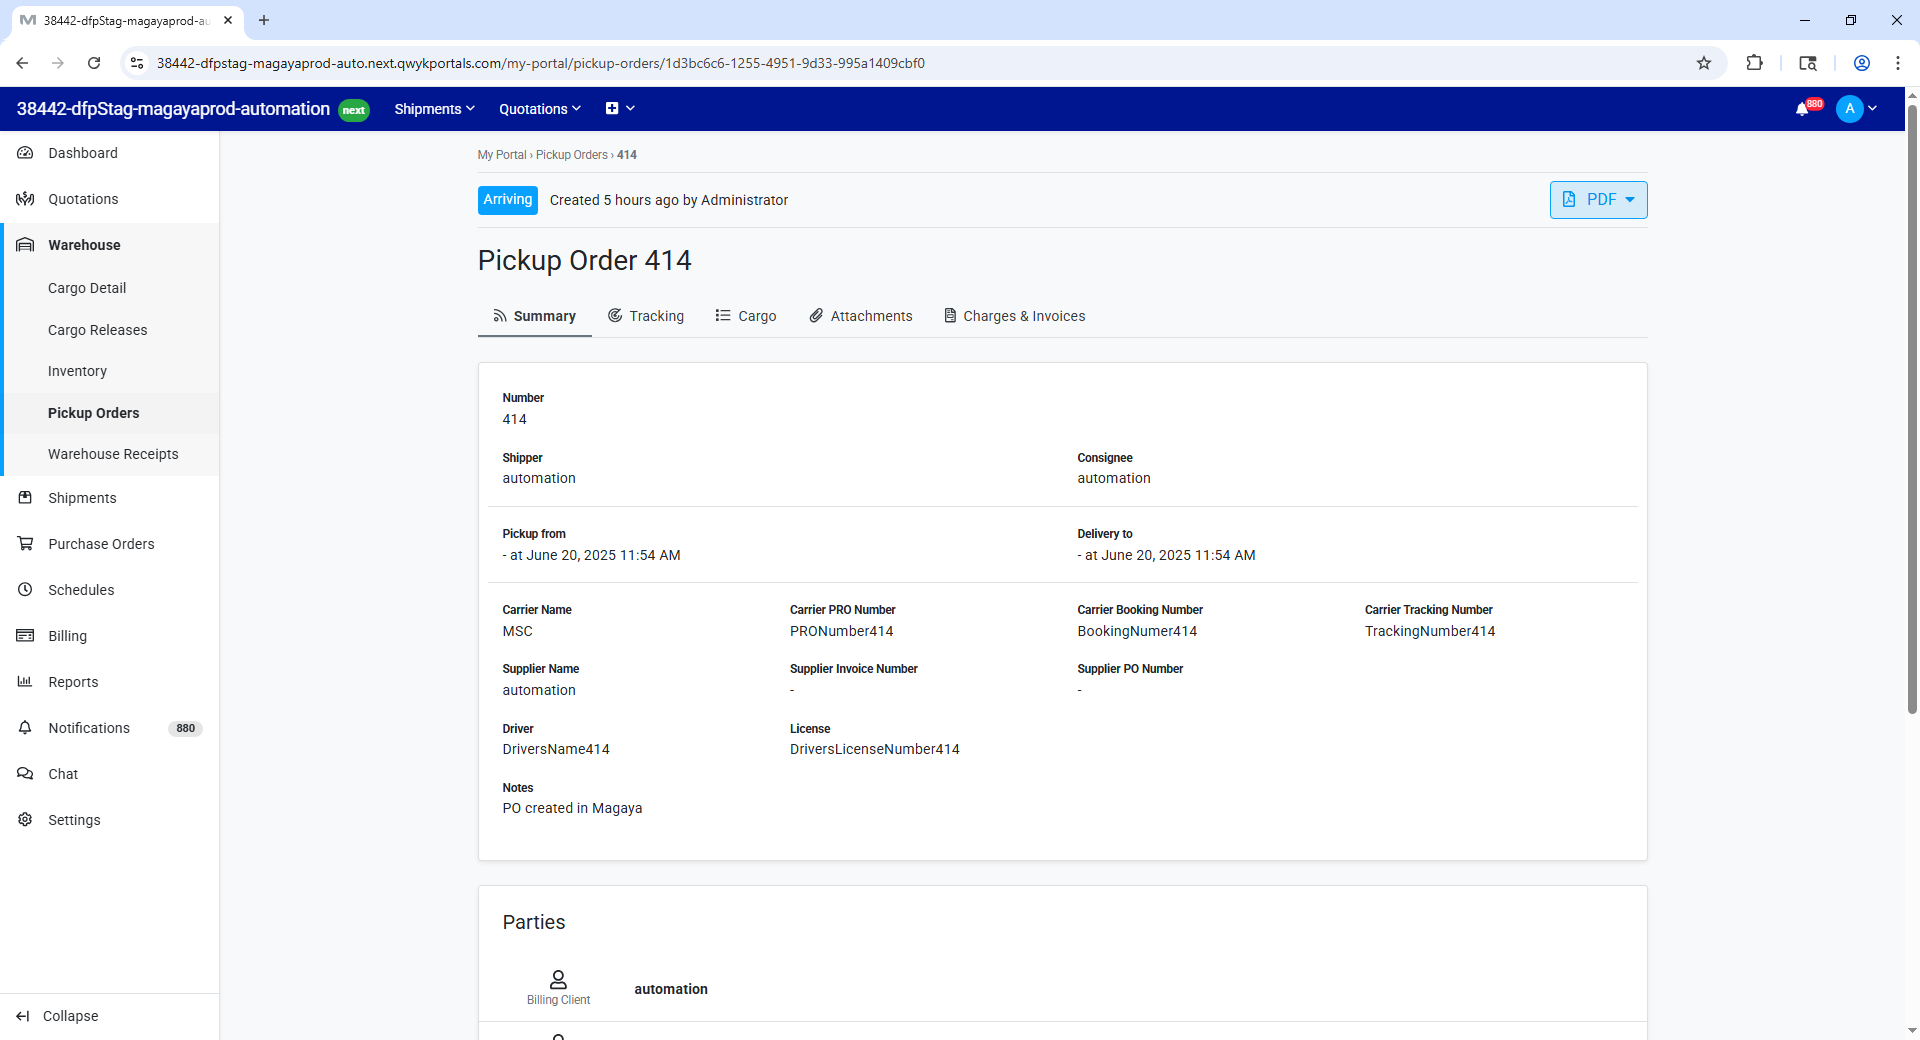 38442-dfpStag-magayaprod-au
38442-dfpstag-magayaprod-auto.next.qwykportals.com/my-portal/pickup-orders/1d3bc6c6-1255-4951-9d33-995a1409cbf0
38442-dfpStag-magayaprod-automation next Shipments Quotations 880 A
Dashboard
Quotations
Warehouse
Cargo Detail
Cargo Releases
Inventory
Pickup Orders
Warehouse Receipts
Shipments
Purchase Orders
Schedules
Billing
Reports
Notifications 880
Chat
Settings
Collapse
My Portal › Pickup Orders › 414
Arriving Created 5 hours ago by Administrator PDF
Pickup Order 414
Summary Tracking Cargo Attachments Charges & Invoices
Number
414
Shipper Consignee
automation automation
Pickup from Delivery to
- at June 20, 2025 11:54 AM - at June 20, 2025 11:54 AM
Carrier Name Carrier PRO Number Carrier Booking Number Carrier Tracking Number
MSC PRONumber414 BookingNumer414 TrackingNumber414
Supplier Name Supplier Invoice Number Supplier PO Number
automation - -
Driver License
DriversName414 DriversLicenseNumber414
Notes
PO created in Magaya
Parties
Billing Client automation